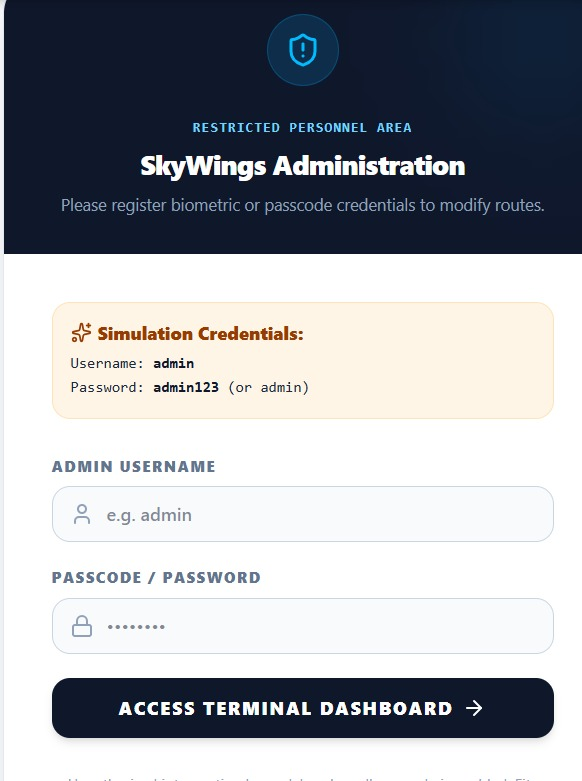 RESTRICTED PERSONNEL AREA
SkyWings Administration
Please register biometric or passcode credentials to modify routes.
Simulation Credentials:
Username: admin
Password: admin123 (or admin)
ADMIN USERNAME
e.g. admin
PASSCODE / PASSWORD
••••••••
ACCESS TERMINAL DASHBOARD →